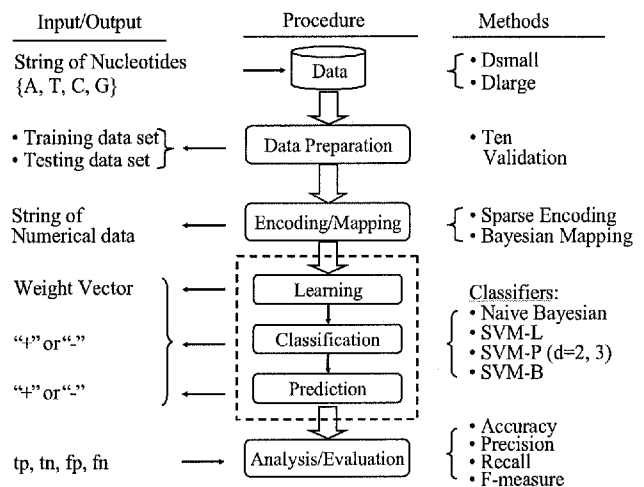 Input/Output
Procedure
Methods
String of Nucleotides
{A, T, C, G}
Data
• Dsmall
• Dlarge
• Training data set
• Testing data set
Data Preparation
• Ten
Validation
String of
Numerical data
Encoding/Mapping
• Sparse Encoding
• Bayesian Mapping
Weight Vector
Learning
Classifiers:
• Naive Bayesian
• SVM-L
• SVM-P (d=2, 3)
• SVM-B
“+” or “-”
Classification
“+” or “-”
Prediction
tp, tn, fp, fn
Analysis/Evaluation
• Accuracy
• Precision
• Recall
• F-measure